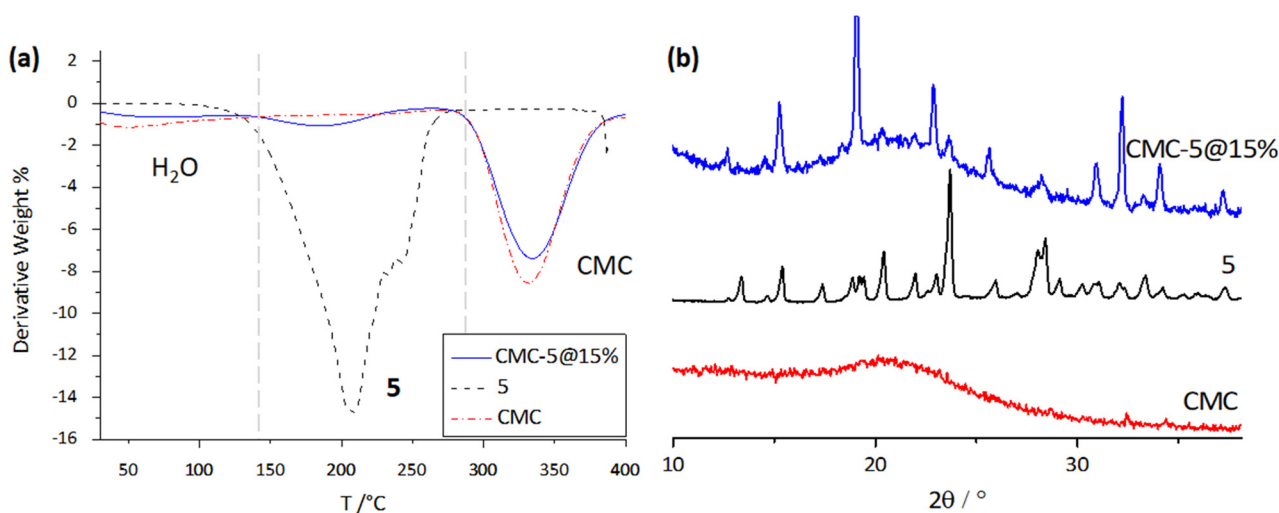 (a)
2
0
-2
-4
-6
-8
-10
-12
-14
-16
Derivative Weight %
H₂O
5
CMC
CMC-5@15%
5
CMC
50
100
150
200
250
300
350
400
T /°C
(b)
CMC-5@15%
5
CMC
10
20
30
2θ / °